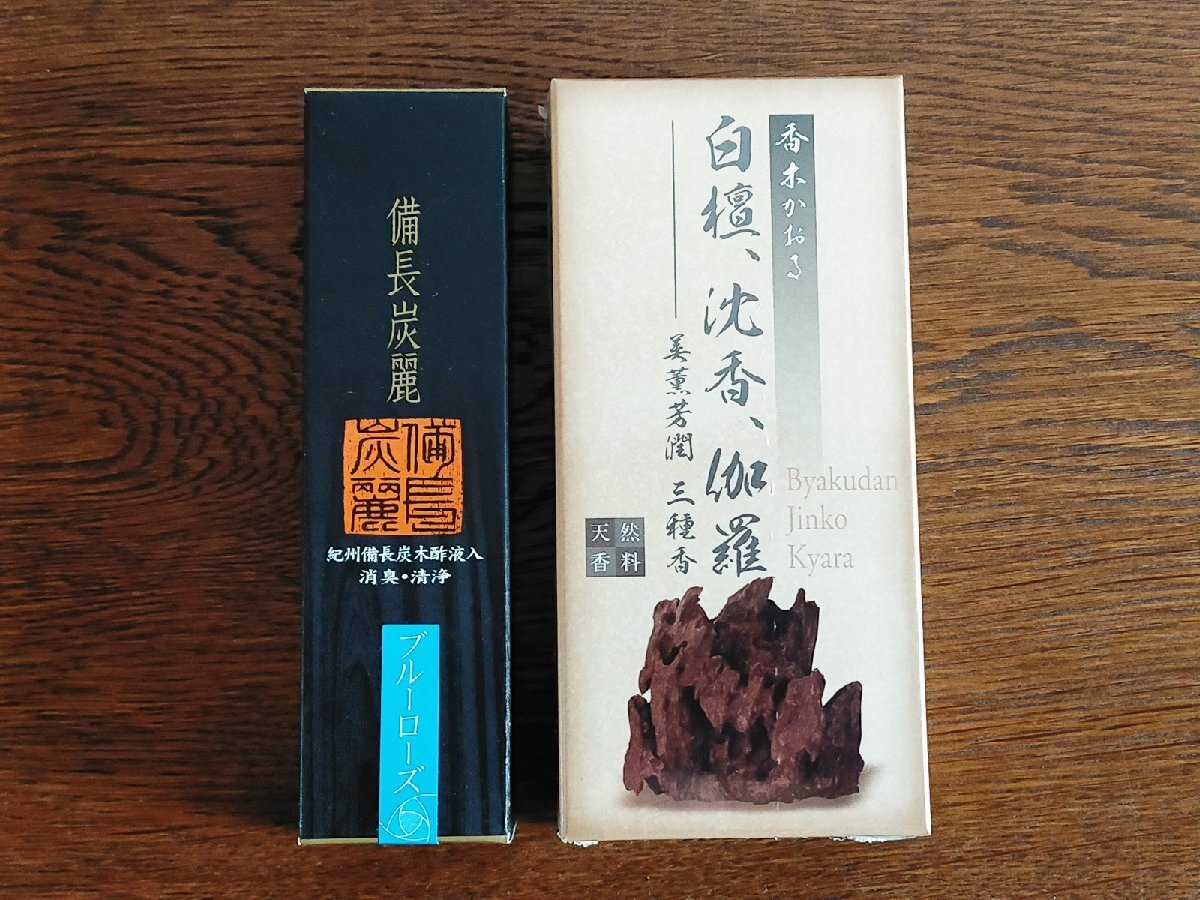 備長炭麗
備長
炭麗
紀州備長炭木酢液入
消臭・清浄
ブルーローズ
香木かおる
白檀、沈香、伽羅
美薫芳潤 三種香
天然
香料
Byakudan
Jinko
Kyara